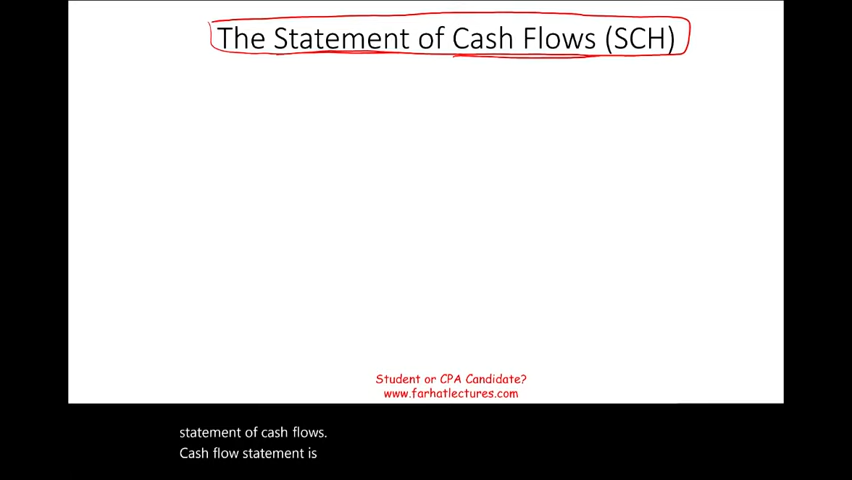 The Statement of Cash Flows (SCH)
Student or CPA Candidate?
www.farhatlectures.com
statement of cash flows.
Cash flow statement is